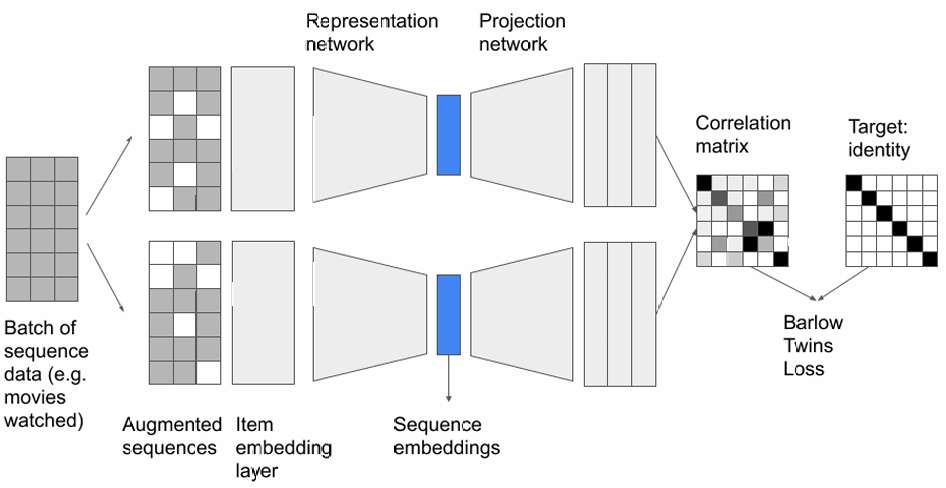 Representation
network
Projection
network
Correlation
matrix
Target:
identity
Batch of
sequence
data (e.g.
movies
watched)
Augmented
sequences
Item
embedding
layer
Sequence
embeddings
Barlow
Twins
Loss